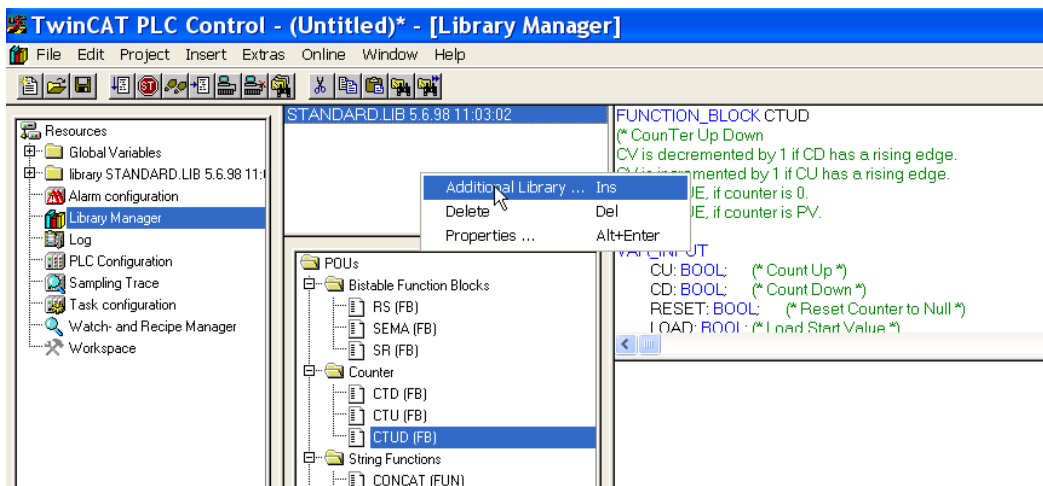 TwinCAT PLC Control - (Untitled)* - [Library Manager]
File Edit Project Insert Extras Online Window Help
Resources
Global Variables
library STANDARD.LIB 5.6.98 11:
Alarm configuration
Library Manager
Log
PLC Configuration
Sampling Trace
Task configuration
Watch- and Recipe Manager
Workspace
STANDARD.LIB 5.6.98 11:03:02
Additional Library ... Ins
Delete Del
Properties ... Alt+Enter
POUs
Bistable Function Blocks
RS (FB)
SEMA (FB)
SR (FB)
Counter
CTD (FB)
CTU (FB)
CTUD (FB)
String Functions
CONCAT (FUN)
FUNCTION_BLOCK CTUD
(* CounTer Up Down
CV is decremented by 1 if CD has a rising edge.
CV is incremented by 1 if CU has a rising edge.
UE, if counter is 0.
UE, if counter is PV.
VAR_INPUT
CU: BOOL; (* Count Up *)
CD: BOOL; (* Count Down *)
RESET: BOOL; (* Reset Counter to Null *)
LOAD: BOOL; (* Load Start Value *)